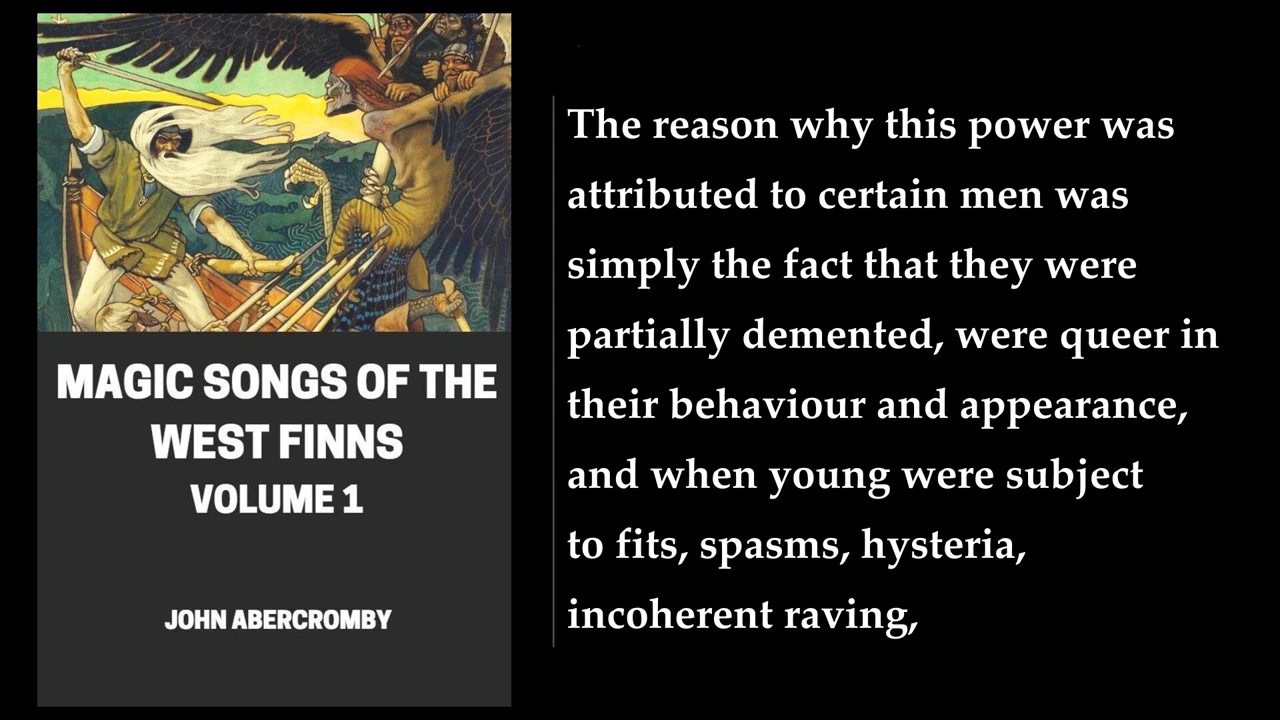 MAGIC SONGS OF THE
WEST FINNS
VOLUME 1
JOHN ABERCROMBY
The reason why this power was
attributed to certain men was
simply the fact that they were
partially demented, were queer in
their behaviour and appearance,
and when young were subject
to fits, spasms, hysteria,
incoherent raving,